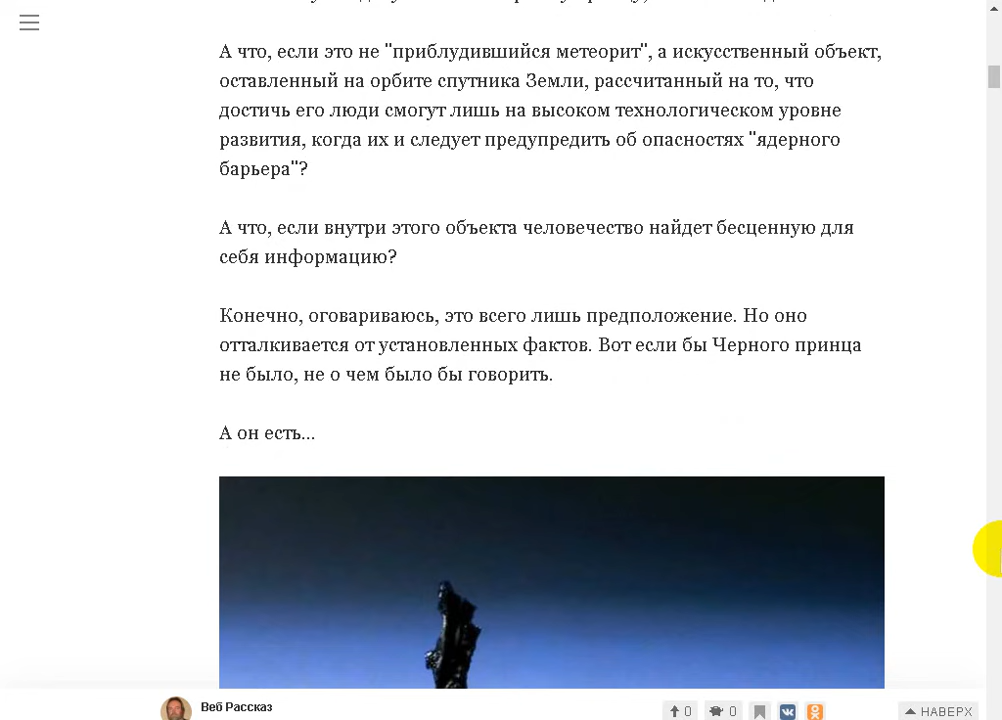 А что, если это не "приблудившийся метеорит", а искусственный объект,
оставленный на орбите спутника Земли, рассчитанный на то, что
достичь его люди смогут лишь на высоком технологическом уровне
развития, когда их и следует предупредить об опасностях "ядерного
барьера"?
А что, если внутри этого объекта человечество найдет бесценную для
себя информацию?
Конечно, оговариваюсь, это всего лишь предположение. Но оно
отталкивается от установленных фактов. Вот если бы Черного принца
не было, не о чем было бы говорить.
А он есть...
Веб Рассказ
0
0
НАВЕРХ